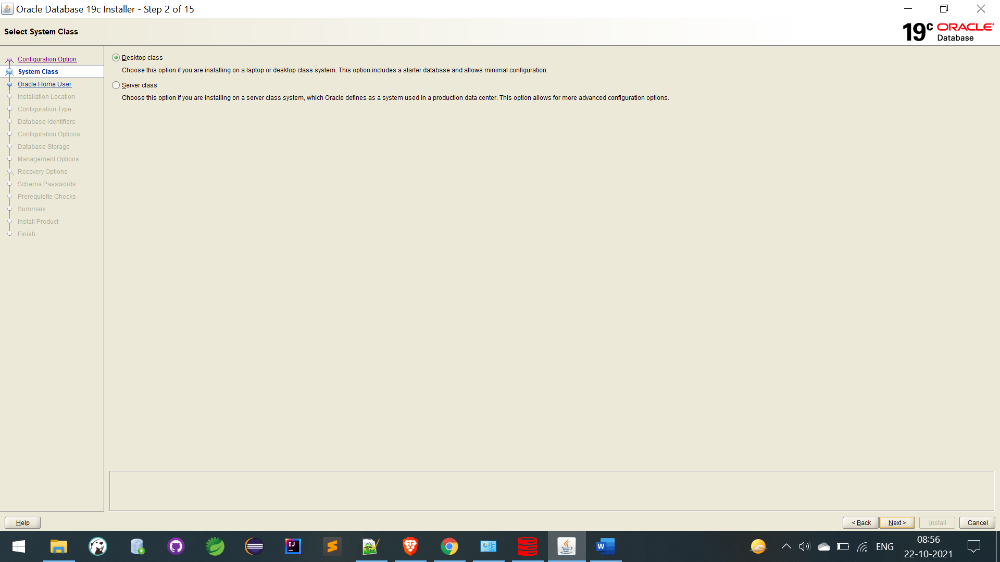 Oracle Database 19c Installer - Step 2 of 15
Select System Class
19c ORACLE
Database
Configuration Option
System Class
Oracle Home User
Installation Location
Configuration Type
Database Identifiers
Configuration Options
Database Storage
Management Options
Recovery Options
Schema Passwords
Prerequisite Checks
Summary
Install Product
Finish
Desktop class
Choose this option if you are installing on a laptop or desktop class system. This option includes a starter database and allows minimal configuration.
Server class
Choose this option if you are installing on a server class system, which Oracle defines as a system used in a production data center. This option allows for more advanced configuration options.
Help
< Back
Next >
Install
Cancel
IJ
W
ENG
08:56
22-10-2021